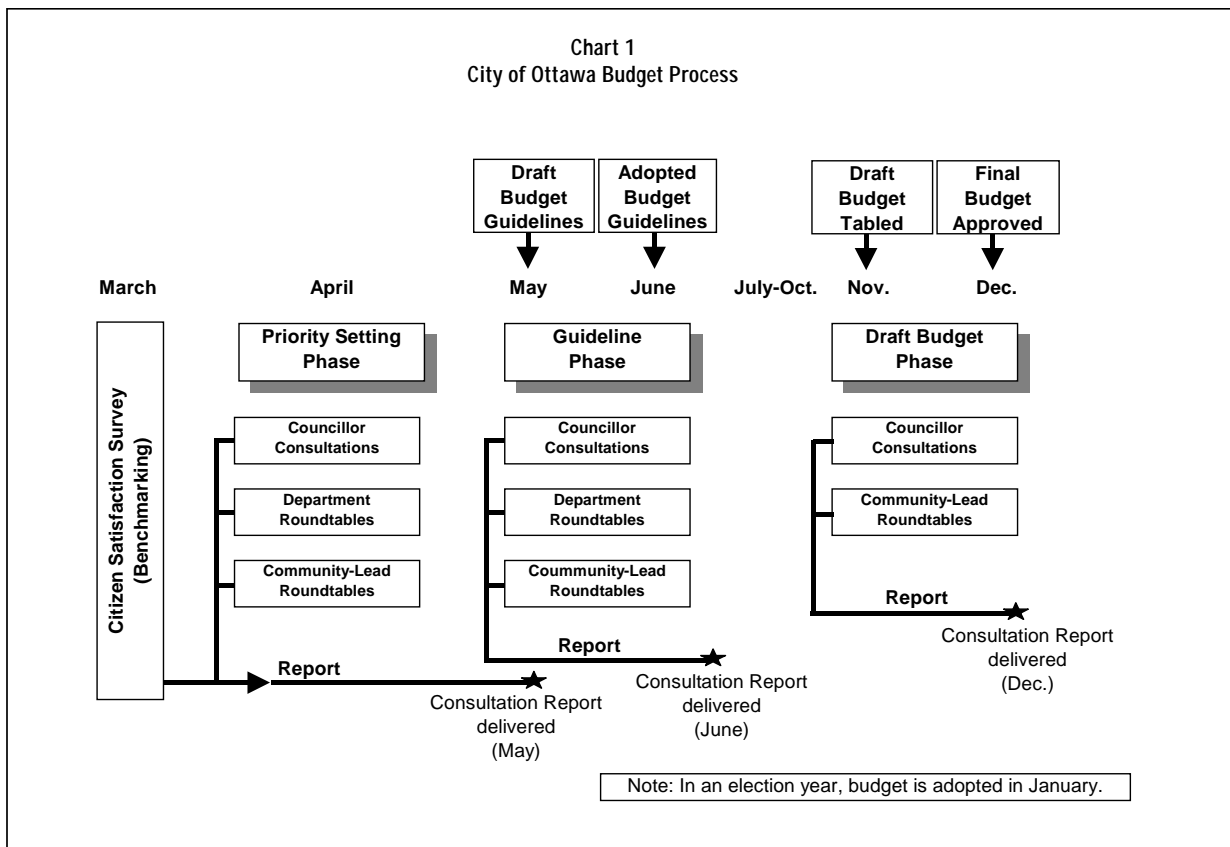 Chart 1
City of Ottawa Budget Process
Draft
Budget
Guidelines
Adopted
Budget
Guidelines
Draft
Budget
Tabled
Final
Budget
Approved
March
April
May
June
July-Oct.
Nov.
Dec.
Citizen Satisfaction Survey
(Benchmarking)
Priority Setting
Phase
Councillor
Consultations
Department
Roundtables
Community-Lead
Roundtables
Report
Consultation Report
delivered
(May)
Guideline
Phase
Councillor
Consultations
Department
Roundtables
Coummunity-Lead
Roundtables
Report
Consultation Report
delivered
(June)
Draft Budget
Phase
Councillor
Consultations
Community-Lead
Roundtables
Report
Consultation Report
delivered
(Dec.)
Note: In an election year, budget is adopted in January.